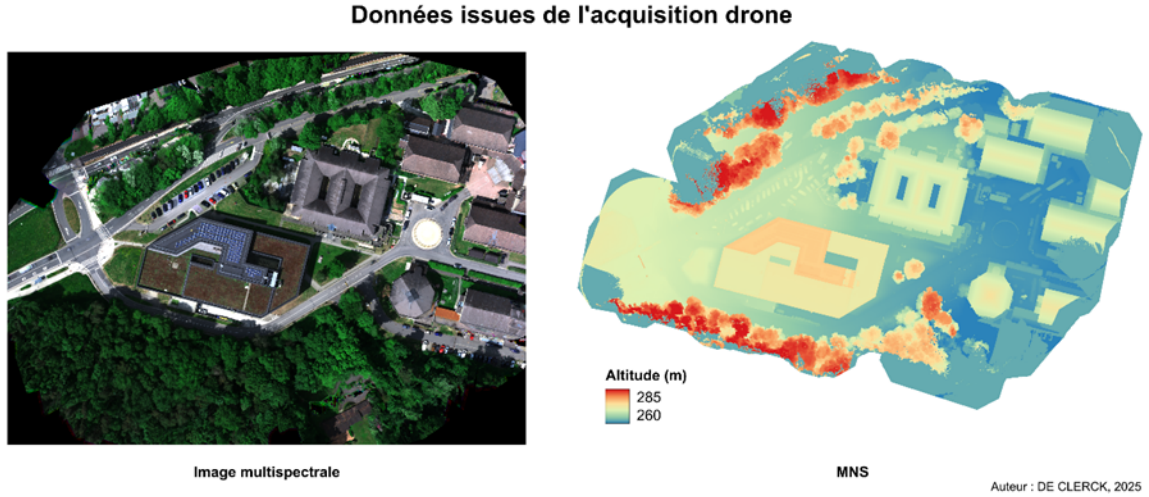 Données issues de l'acquisition drone
Altitude (m)
285
260
Image multispectrale
MNS
Auteur : DE CLERCK, 2025